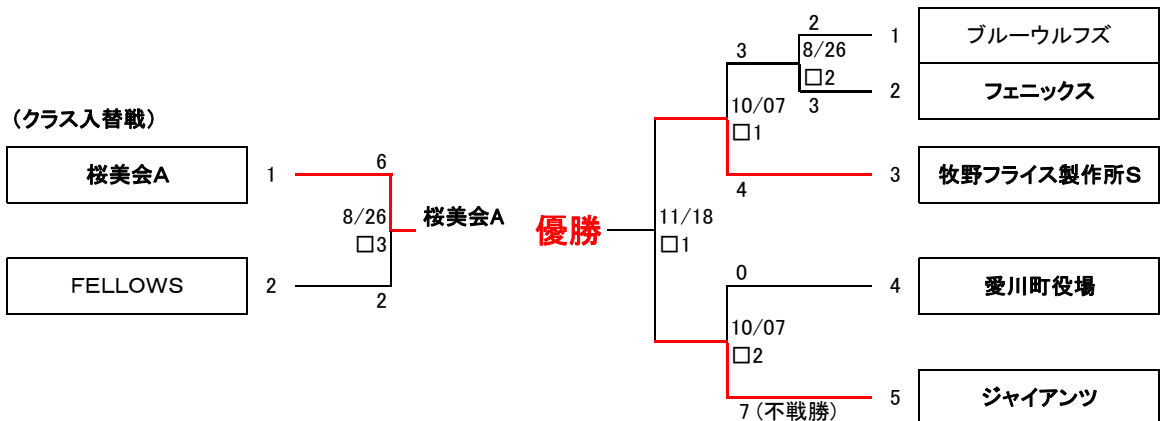 (クラス入替戦)
桜美会A
1
6
8/26
□3
桜美会A
FELLOWS
2
2
優勝
11/18
□1
3
10/07
□1
4
2
8/26
□2
3
1
ブルーウルフズ
2
フェニックス
3
牧野フライス製作所S
0
10/07
□2
7 (不戦勝)
4
愛川町役場
5
ジャイアンツ